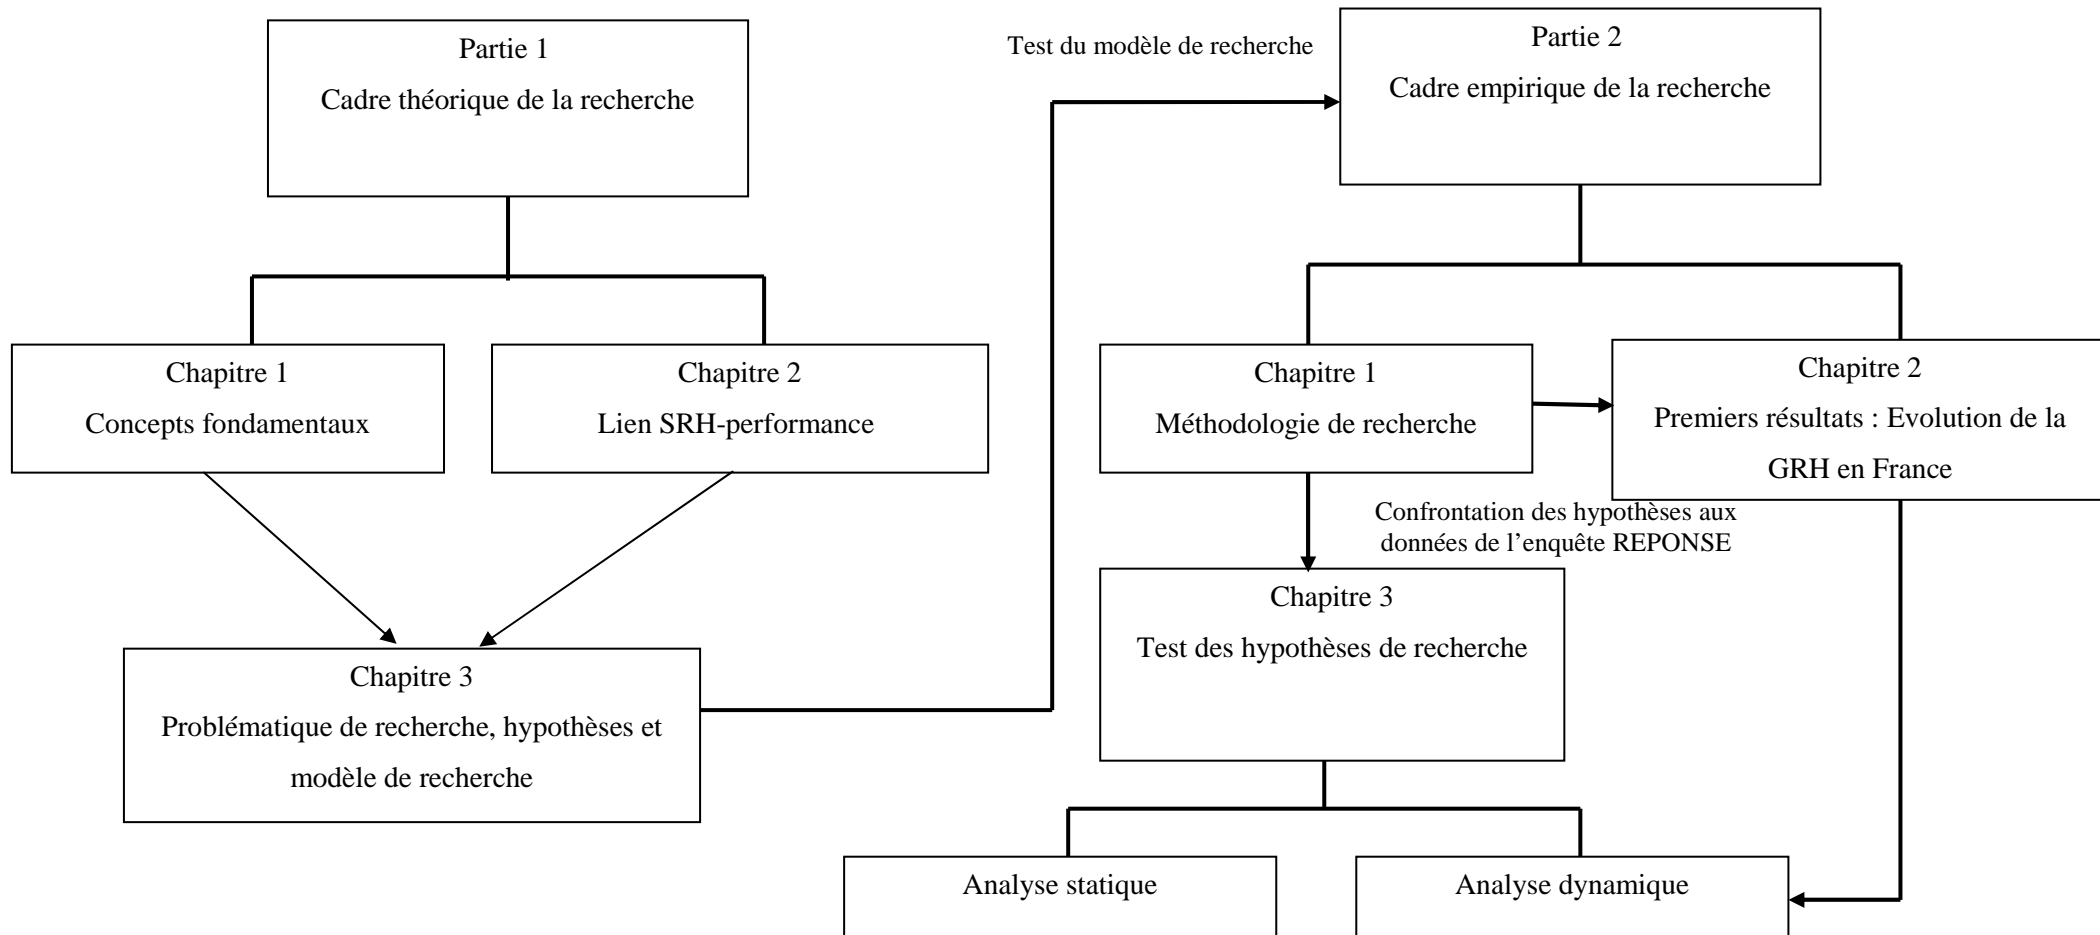 Partie 1
Cadre théorique de la recherche
Chapitre 1
Concepts fondamentaux
Chapitre 2
Lien SRH-performance
Chapitre 3
Problématique de recherche, hypothèses et
modèle de recherche
Test du modèle de recherche
Partie 2
Cadre empirique de la recherche
Chapitre 1
Méthodologie de recherche
Chapitre 2
Premiers résultats : Evolution de la
GRH en France
Confrontation des hypothèses aux
données de l’enquête REPONSE
Chapitre 3
Test des hypothèses de recherche
Analyse statique
Analyse dynamique